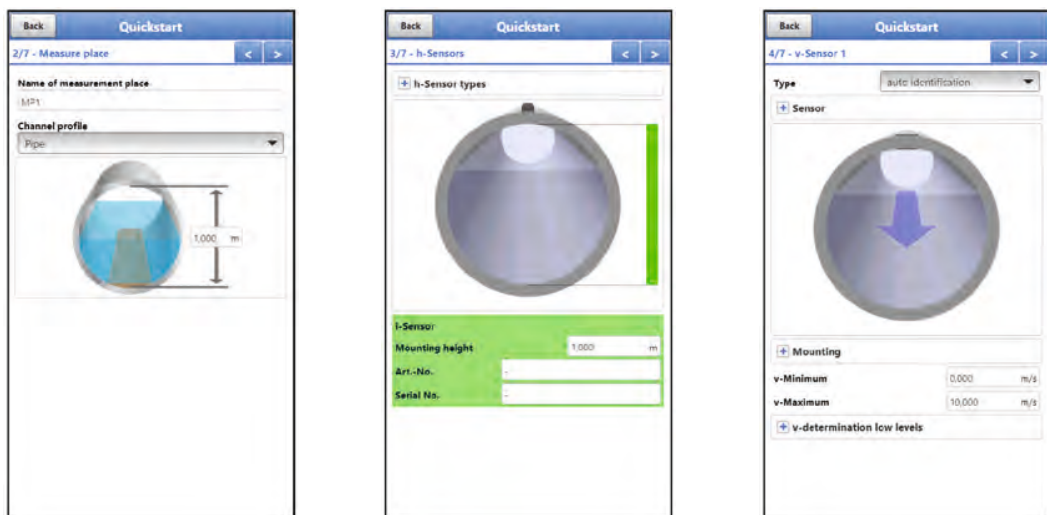 Back Quickstart
2/7 - Measure place < >
Name of measurement place
MP1
Channel profile
Pipe
1,000 m
Back Quickstart
3/7 - h-Sensors < >
+ h-Sensor types
i-Sensor
Mounting height 1,000 m
Art.-No. -
Serial No. -
Back Quickstart
4/7 - v-Sensor 1 < >
Type auto identification
+ Sensor
+ Mounting
v-Minimum 0,000 m/s
v-Maximum 10,000 m/s
+ v-determination low levels